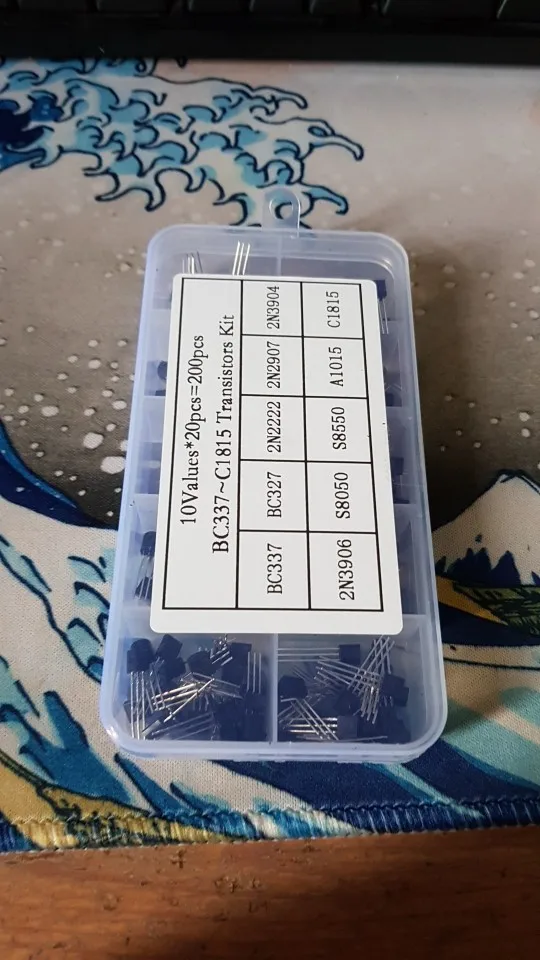 10Values*20pcs=200pcs
BC337~C1815 Transistors Kit
BC337 BC327 2N2222 2N2907 2N3904
2N3906 S8050 S8550 A1015 C1815